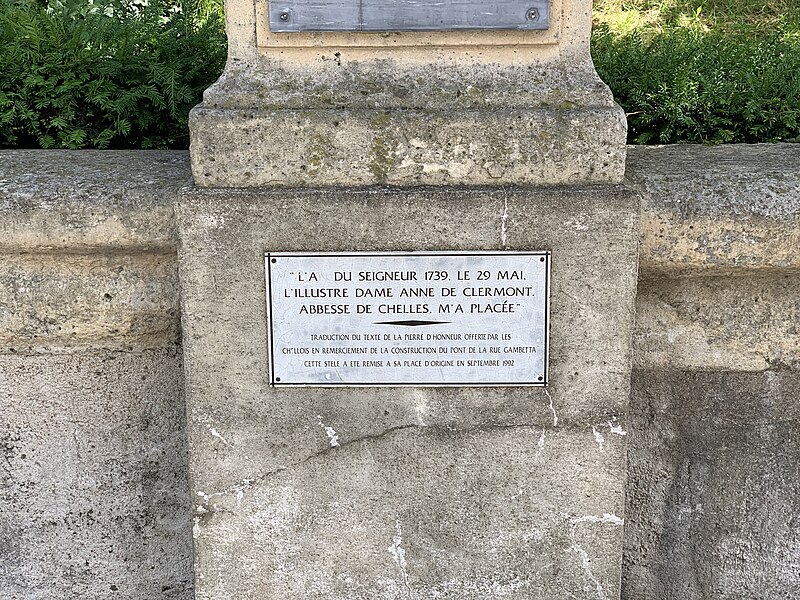 "L'A DU SEIGNEUR 1739, LE 29 MAI,
L'ILLUSTRE DAME ANNE DE CLERMONT,
ABBESSE DE CHELLES, M'A PLACÉE"
TRADUCTION DU TEXTE DE LA PIERRE D'HONNEUR OFFERTE PAR LES
CH LLOIS EN REMERCIEMENT DE LA CONSTRUCTION DU PONT DE LA RUE GAMBETTA
CETTE STELE A ETE REMISE A SA PLACE D'ORIGINE EN SEPTEMBRE 1992